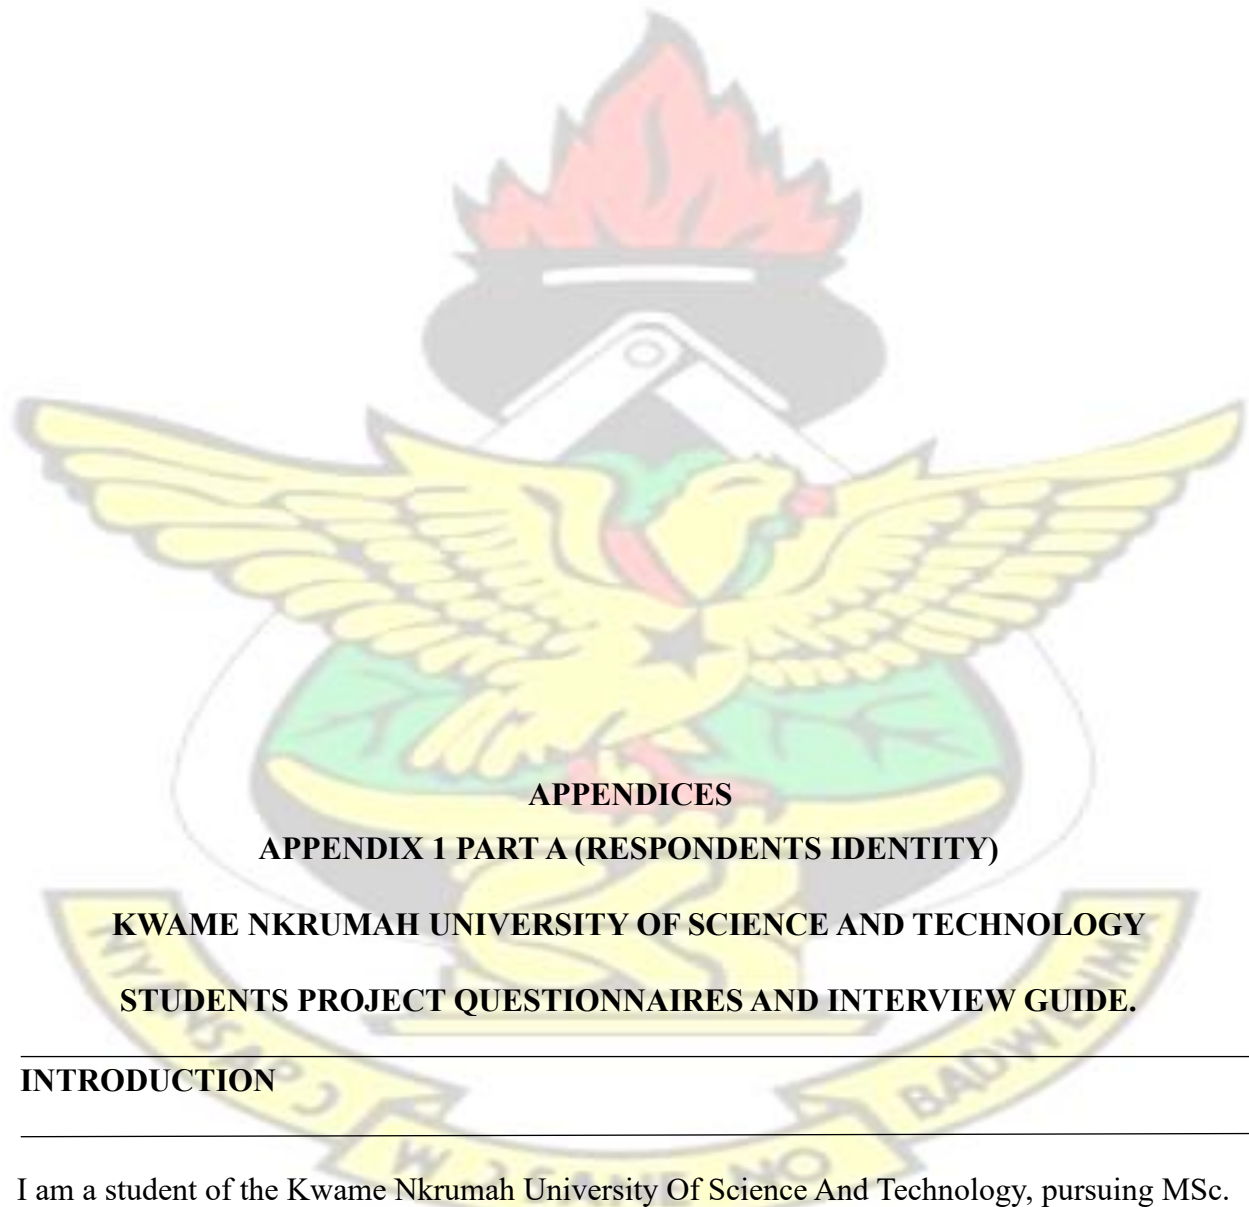 APPENDICES
APPENDIX 1 PART A (RESPONDENTS IDENTITY)
KWAME NKRUMAH UNIVERSITY OF SCIENCE AND TECHNOLOGY
STUDENTS PROJECT QUESTIONNAIRES AND INTERVIEW GUIDE.
INTRODUCTION
I am a student of the Kwame Nkrumah University Of Science And Technology, pursuing MSc.